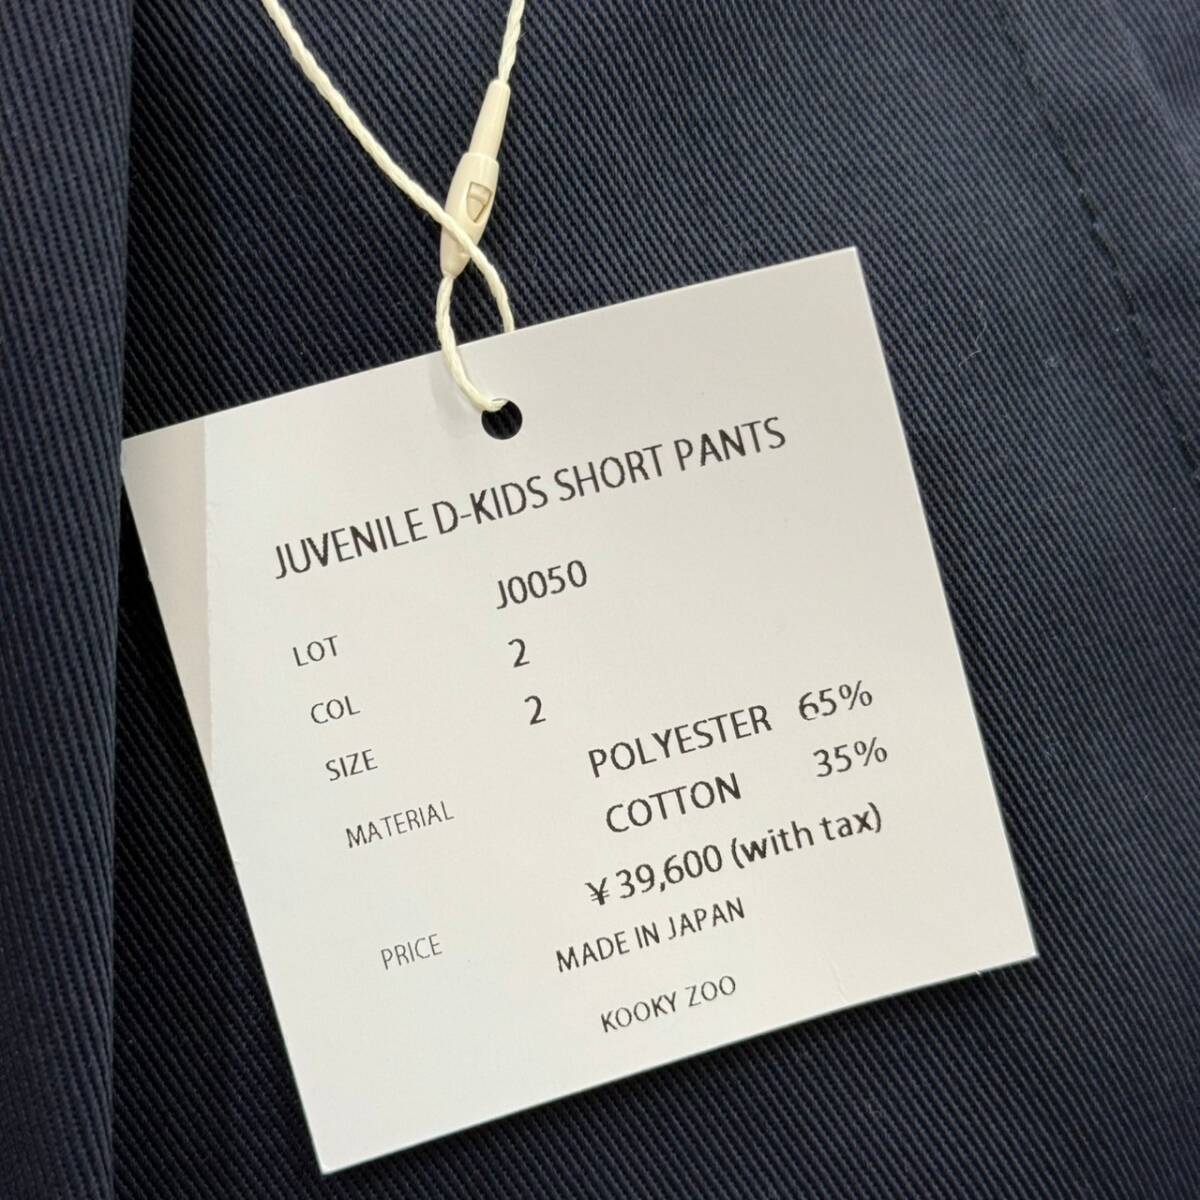 JUVENILE D-KIDS SHORT PANTS
LOT J0050
COL 2
SIZE 2
MATERIAL POLYESTER 65%
COTTON 35%
PRICE ¥39,600 (with tax)
MADE IN JAPAN
KOOKY ZOO